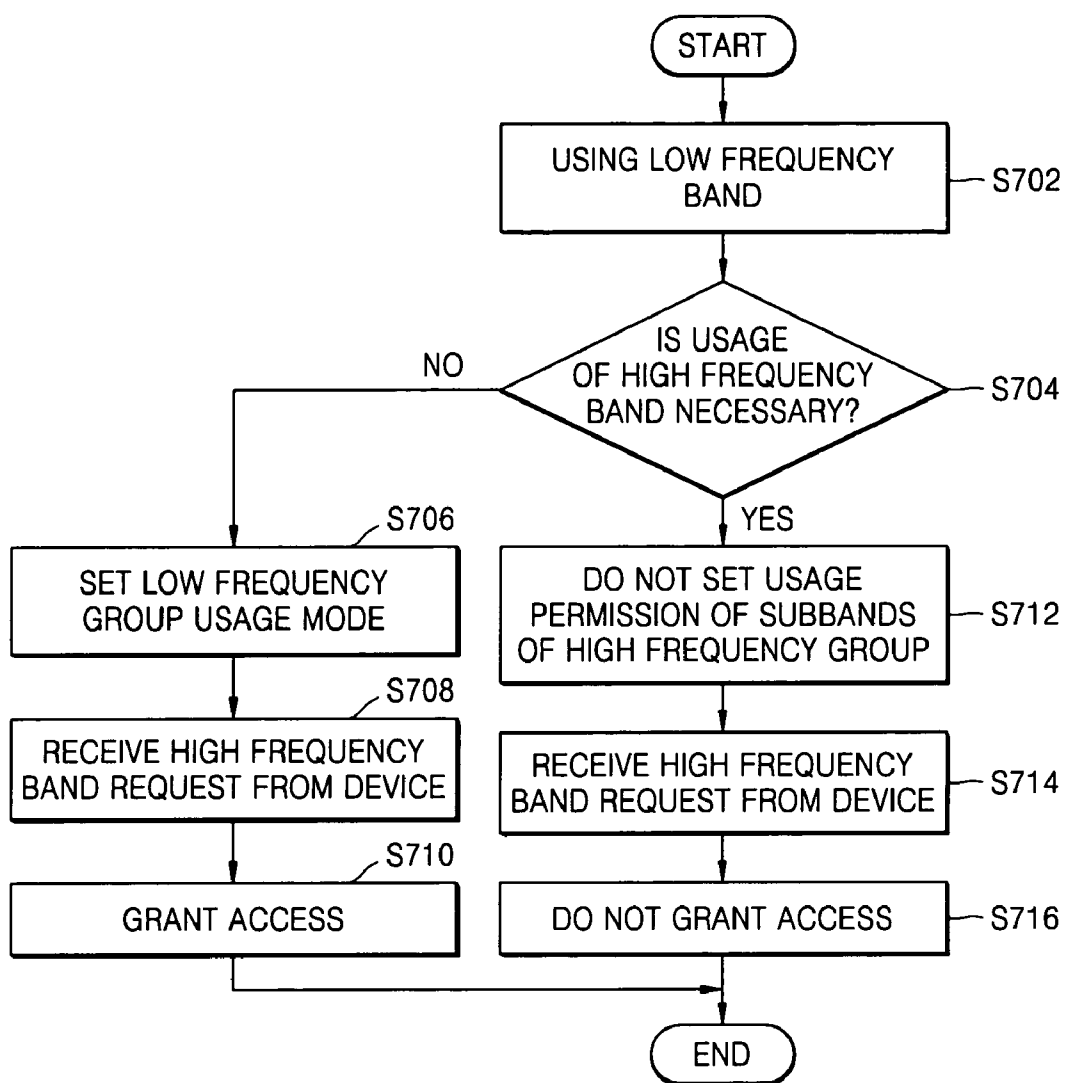 START
USING LOW FREQUENCY
BAND
S702
IS USAGE
OF HIGH FREQUENCY
BAND NECESSARY?
S704
NO
YES
S706
SET LOW FREQUENCY
GROUP USAGE MODE
S708
RECEIVE HIGH FREQUENCY
BAND REQUEST FROM DEVICE
S710
GRANT ACCESS
DO NOT SET USAGE
PERMISSION OF SUBBANDS
OF HIGH FREQUENCY GROUP
S712
RECEIVE HIGH FREQUENCY
BAND REQUEST FROM DEVICE
S714
DO NOT GRANT ACCESS
S716
END